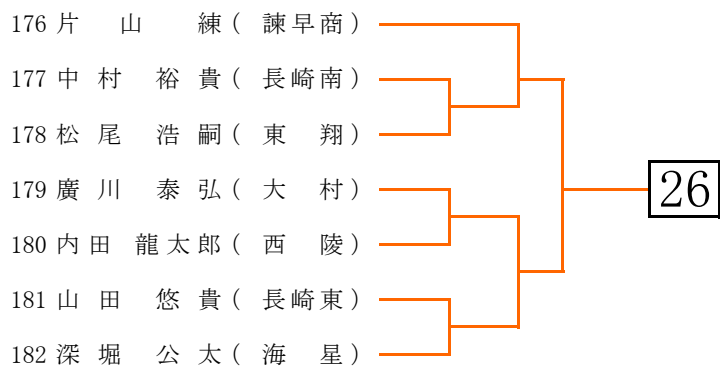 176 片山 練 ( 諫早商 )
177 中村 裕貴 ( 長崎南 )
178 松尾 浩嗣 ( 東翔 )
179 廣川 泰弘 ( 大村 )
180 内田 龍太郎 ( 西陵 )
181 山田 悠貴 ( 長崎東 )
182 深堀 公太 ( 海星 )
26